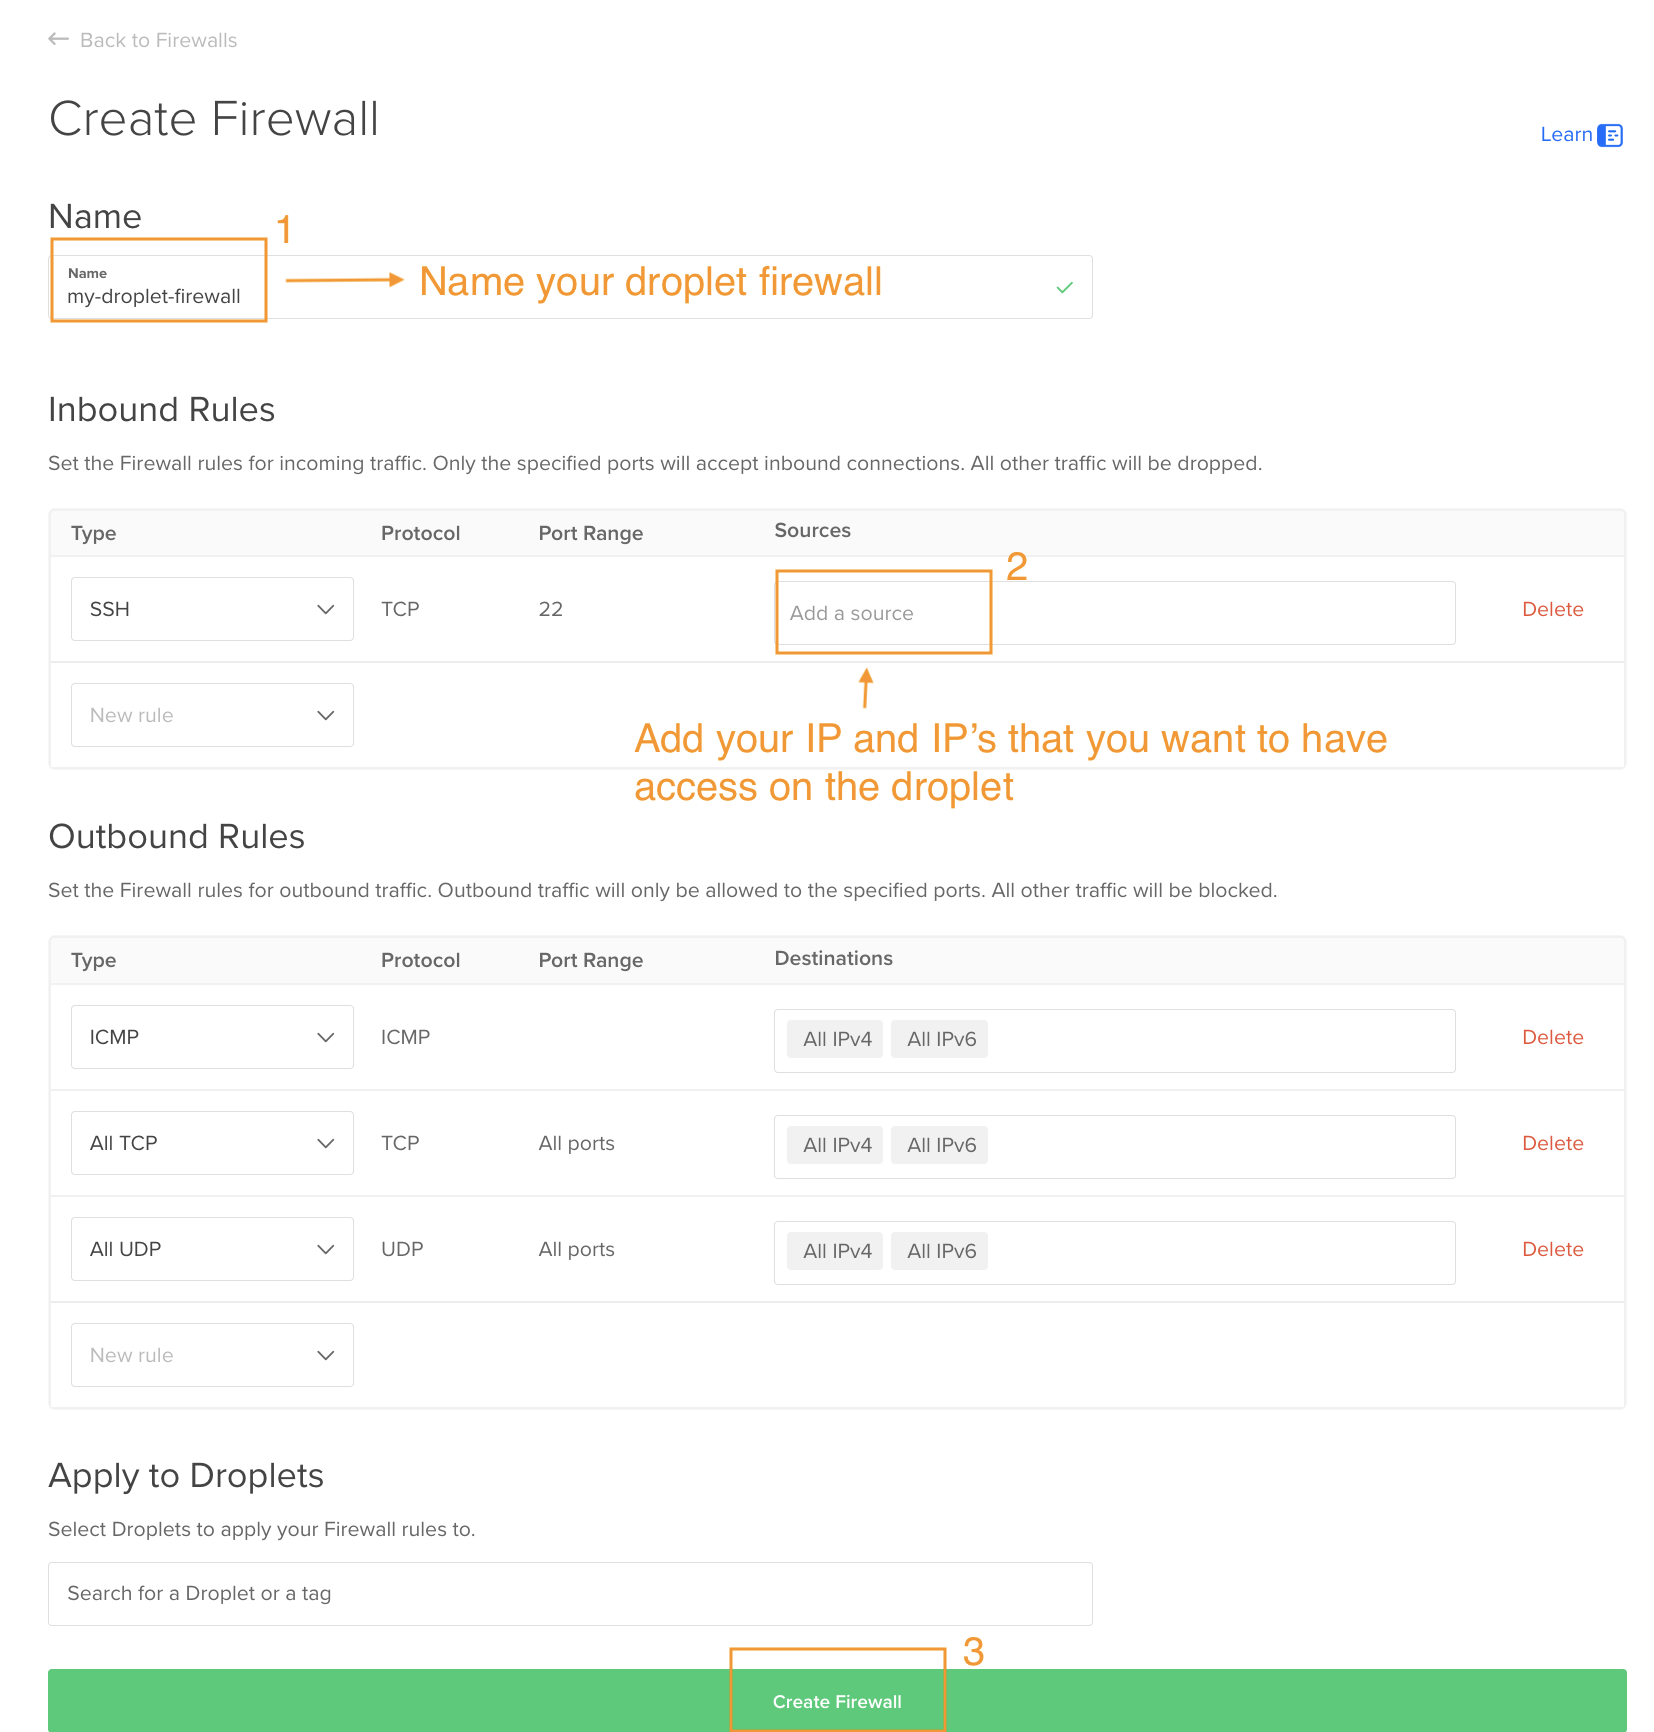 Back to Firewalls
Create Firewall
Learn
Name
1
Name
my-droplet-firewall
Name your droplet firewall
Inbound Rules
Set the Firewall rules for incoming traffic. Only the specified ports will accept inbound connections. All other traffic will be dropped.
Type Protocol Port Range Sources
2
SSH TCP 22 Add a source Delete
New rule
Add your IP and IP’s that you want to have
access on the droplet
Outbound Rules
Set the Firewall rules for outbound traffic. Outbound traffic will only be allowed to the specified ports. All other traffic will be blocked.
Type Protocol Port Range Destinations
ICMP ICMP All IPv4 All IPv6 Delete
All TCP TCP All ports All IPv4 All IPv6 Delete
All UDP UDP All ports All IPv4 All IPv6 Delete
New rule
Apply to Droplets
Select Droplets to apply your Firewall rules to.
Search for a Droplet or a tag
3
Create Firewall